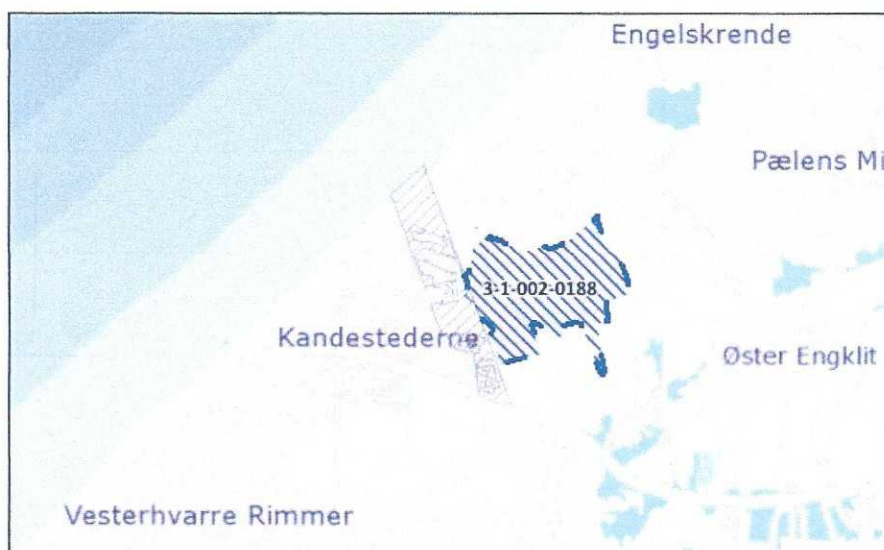 Engelskrende
Pælens Mi
3-1-002-0188
Kandestederne
Øster Engklit
Vesterhvarre Rimmer